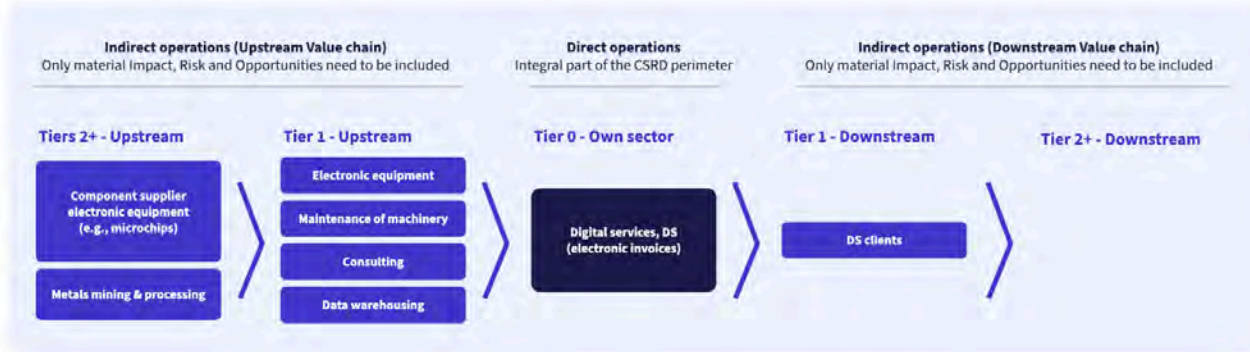 Indirect operations (Upstream Value chain)
Only material Impact, Risk and Opportunities need to be included
Direct operations
Integral part of the CSRD perimeter
Indirect operations (Downstream Value chain)
Only material Impact, Risk and Opportunities need to be included
Tiers 2+ - Upstream
Component supplier
electronic equipment
(e.g., microchips)
Metals mining & processing
Tier 1 - Upstream
Electronic equipment
Maintenance of machinery
Consulting
Data warehousing
Tier 0 - Own sector
Digital services, DS
(electronic invoices)
Tier 1 - Downstream
DS clients
Tier 2+ - Downstream